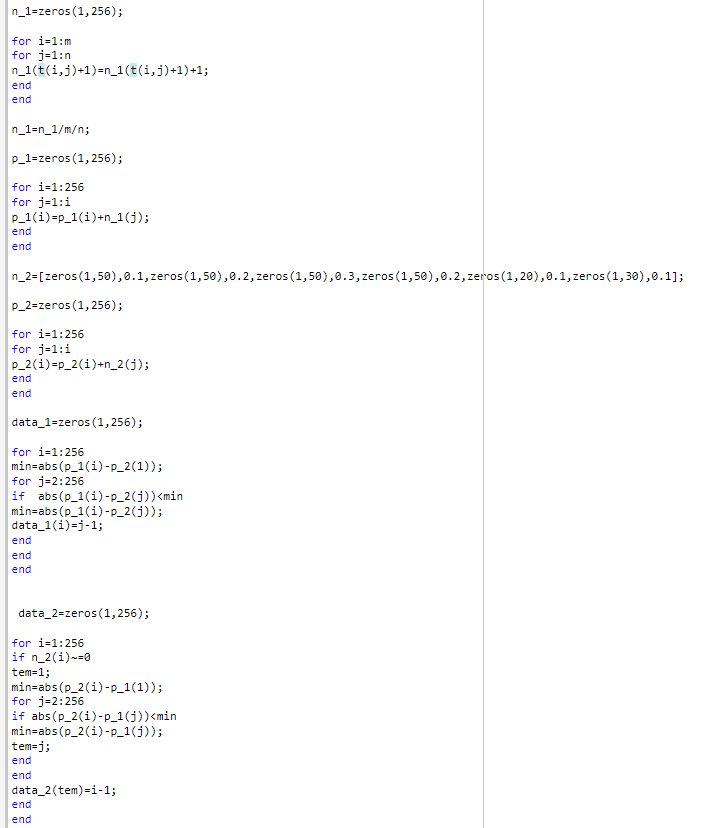 n_1=zeros(1,256);
for i=1:m
for j=1:n
n_1(t(i,j)+1)=n_1(t(i,j)+1)+1;
end
end
n_1=n_1/m/n;
p_1=zeros(1,256);
for i=1:256
for j=1:i
p_1(i)=p_1(i)+n_1(j);
end
end
n_2=[zeros(1,50),0.1,zeros(1,50),0.2,zeros(1,50),0.3,zeros(1,50),0.2,zeros(1,20),0.1,zeros(1,30),0.1];
p_2=zeros(1,256);
for i=1:256
for j=1:i
p_2(i)=p_2(i)+n_2(j);
end
end
data_1=zeros(1,256);
for i=1:256
min=abs(p_1(i)-p_2(1));
for j=2:256
if  abs(p_1(i)-p_2(j))<min
min=abs(p_1(i)-p_2(j));
data_1(i)=j-1;
end
end
end
data_2=zeros(1,256);
for i=1:256
if n_2(i)~=0
tem=1;
min=abs(p_2(i)-p_1(1));
for j=2:256
if abs(p_2(i)-p_1(j))<min
min=abs(p_2(i)-p_1(j));
tem=j;
end
end
data_2(tem)=i-1;
end
end